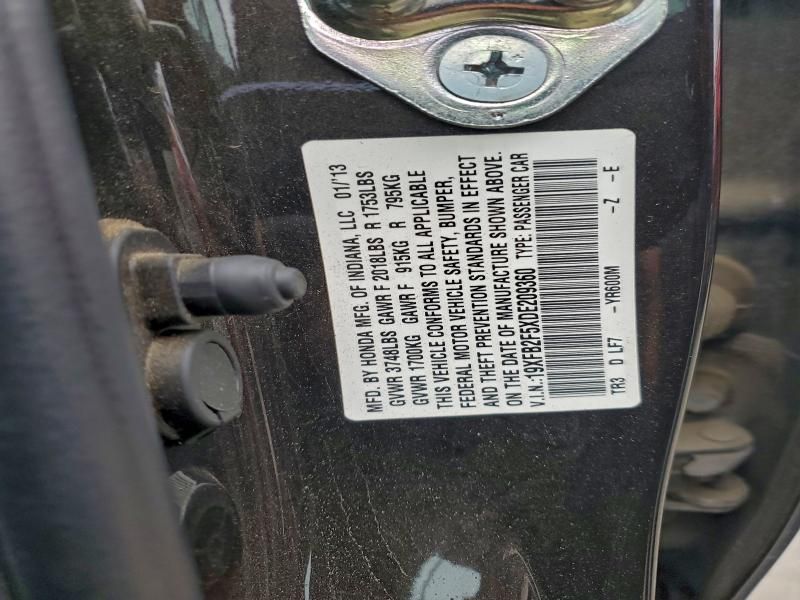 MFD. BY HONDA MFG. OF INDIANA, LLC 01/'13
GVWR 3748LBS GAWR F 2018LBS R 1753LBS
GVWR 1700KG GAWR F 915KG R 795KG
THIS VEHICLE CONFORMS TO ALL APPLICABLE
FEDERAL MOTOR VEHICLE SAFETY, BUMPER,
AND THEFT PREVENTION STANDARDS IN EFFECT
ON THE DATE OF MANUFACTURE SHOWN ABOVE.
V.I.N.:19XFB2F5XDE209360 TYPE: PASSENGER CAR
TR3 D LF7 -YR600M -Z -E